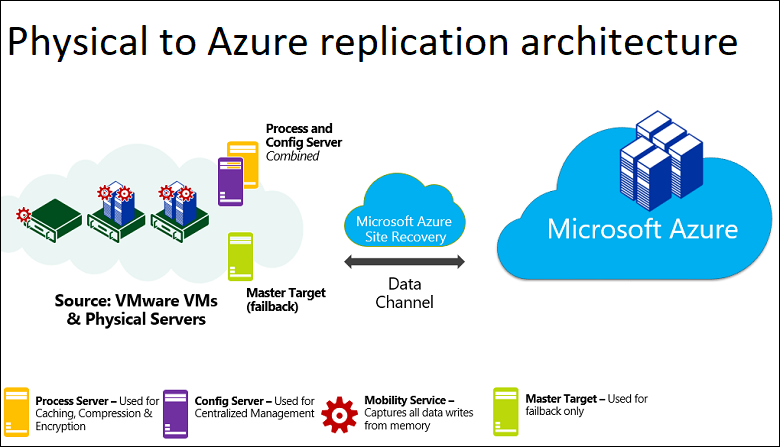 Physical to Azure replication architecture
Process and
Config Server
Combined
Microsoft Azure
Site Recovery
Microsoft Azure
Data
Channel
Master Target
(failback)
Source: VMware VMs
& Physical Servers
Process Server – Used for
Caching, Compression &
Encryption
Config Server – Used for
Centralized Management
Mobility Service –
Captures all data writes
from memory
Master Target – Used for
failback only